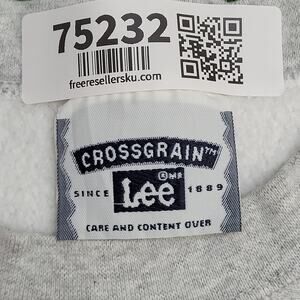 75232
freeresellersku.com
CROSSGRAIN™
®MR
Lee
SINCE 1889
CARE AND CONTENT OVER